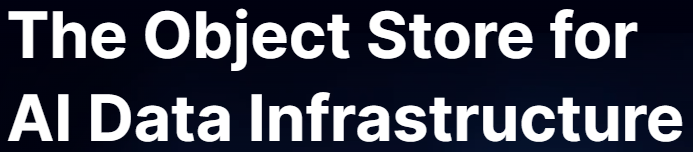 The Object Store for
AI Data Infrastructure